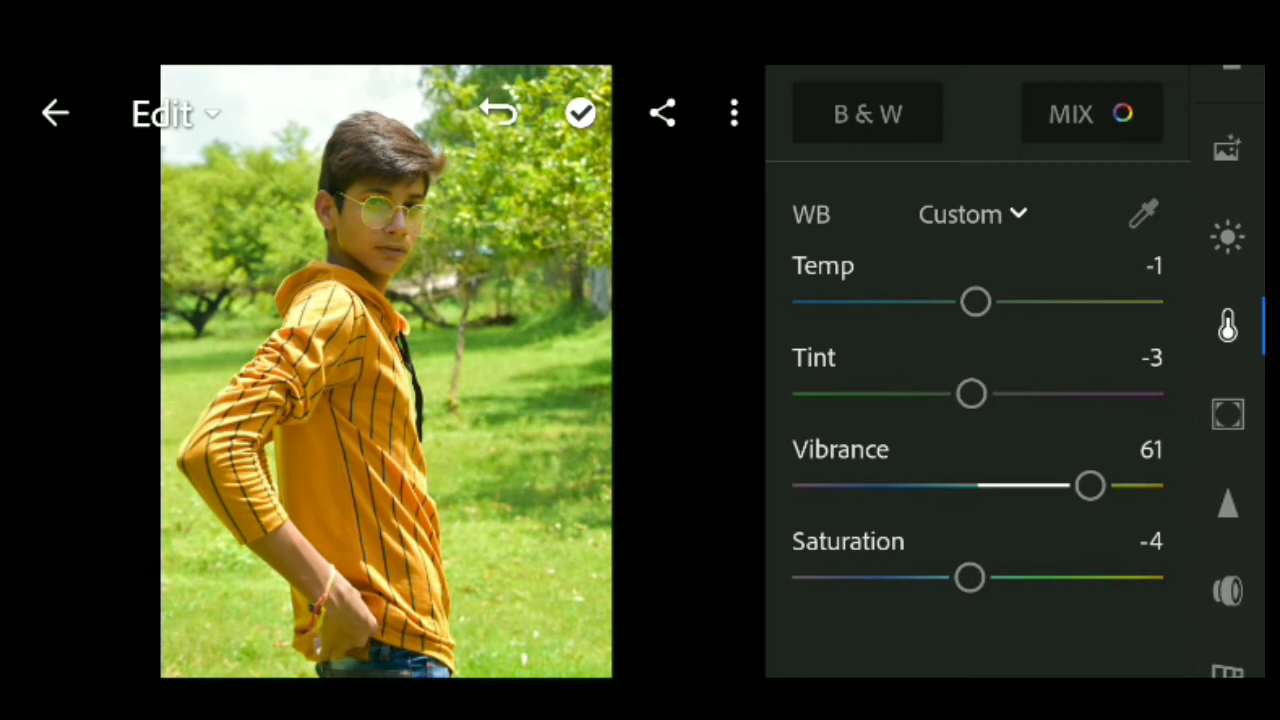 Edit
B & W
MIX
WB Custom
Temp -1
Tint -3
Vibrance 61
Saturation -4